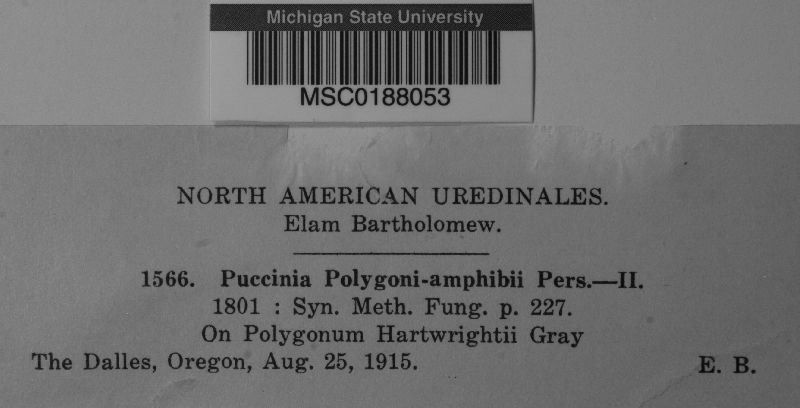 Michigan State University
MSC0188053
NORTH AMERICAN UREDINALES.
Elam Bartholomew.
1566. Puccinia Polygoni-amphibii Pers.—II.
1801 : Syn. Meth. Fung. p. 227.
On Polygonum Hartwrightii Gray
The Dalles, Oregon, Aug. 25, 1915. E. B.